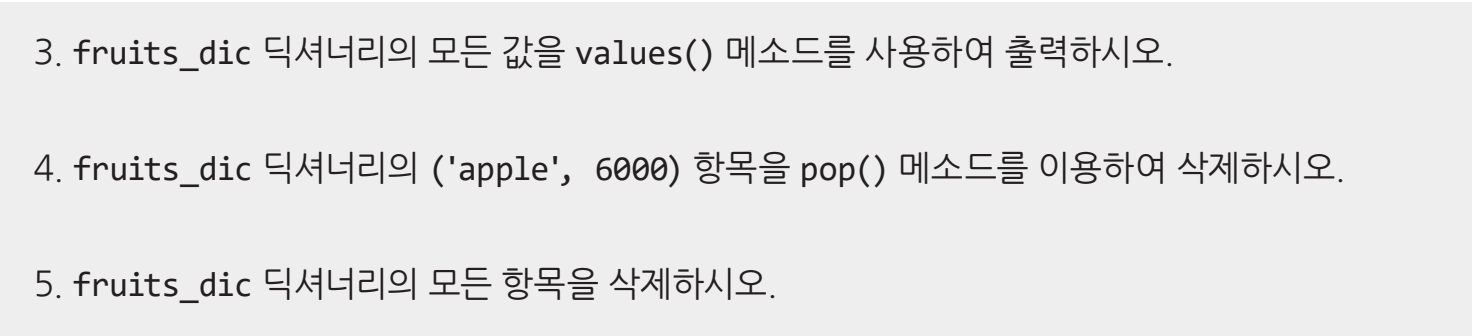 3. fruits_dic 딕셔너리의 모든 값을 values() 메소드를 사용하여 출력하시오.
4. fruits_dic 딕셔너리의 ('apple', 6000) 항목을 pop() 메소드를 이용하여 삭제하시오.
5. fruits_dic 딕셔너리의 모든 항목을 삭제하시오.